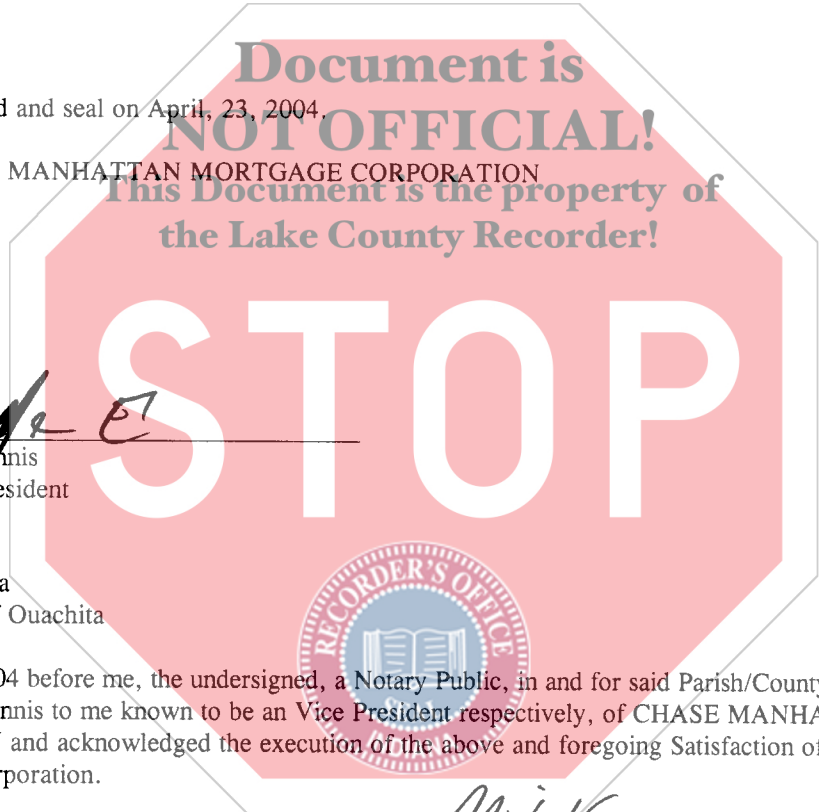 Document is
d and seal on April, 23, 2004,
NOT OFFICIAL!
MANHATTAN MORTGAGE CORPORATION
This Document is the property of
the Lake County Recorder!
STOP
nnis
esident
a
Ouachita
RECORDER'S OFFICE
04 before me, the undersigned, a Notary Public, in and for said Parish/County
nnis to me known to be an Vice President respectively, of CHASE MANHA
SEAL
and acknowledged the execution of the above and foregoing Satisfaction of
INDIANA
rporation.